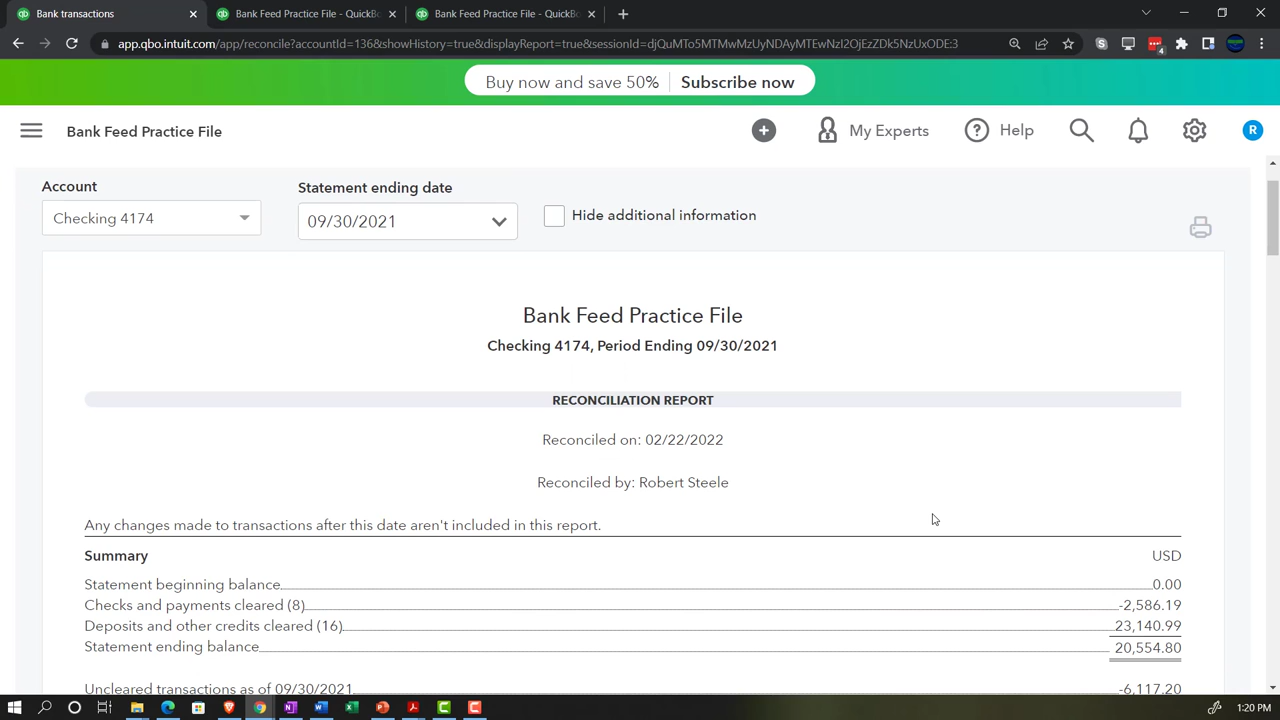 Bank transactions
Bank Feed Practice File - QuickBo
Bank Feed Practice File - QuickBo
app.qbo.intuit.com/app/reconcile?accountId=136&showHistory=true&displayReport=true&sessionId=djQuMTo5MTMwMzUyNDAyMTEwNzI2OjEzZDk5NzUxODE:3
4
Buy now and save 50% Subscribe now
Bank Feed Practice File
My Experts
Help
R
Account
Statement ending date
Checking 4174
09/30/2021
Hide additional information
Bank Feed Practice File
Checking 4174, Period Ending 09/30/2021
RECONCILIATION REPORT
Reconciled on: 02/22/2022
Reconciled by: Robert Steele
Any changes made to transactions after this date aren't included in this report.
Summary USD
Statement beginning balance 0.00
Checks and payments cleared (8) -2,586.19
Deposits and other credits cleared (16) 23,140.99
Statement ending balance 20,554.80
Uncleared transactions as of 09/30/2021 -6,117.20
1:20 PM